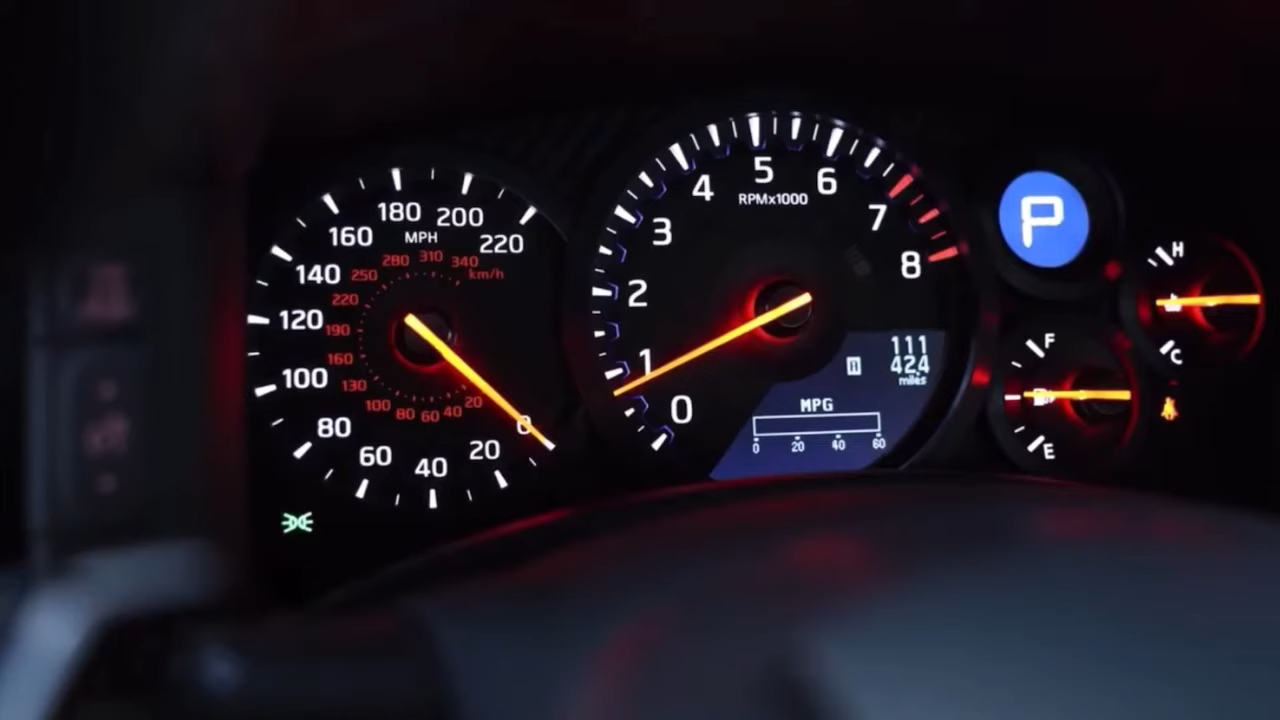 180 200
160 MPH 220
280 310 340
140 250 km/h
220
120 190
160
100 130
100 80 60 40 20
80 0
60 40 20
5
4 6
RPMx1000
3 7
8
2
1
0
A 111
42.4
miles
MPG
0 20 40 60
P
H
C
F
E